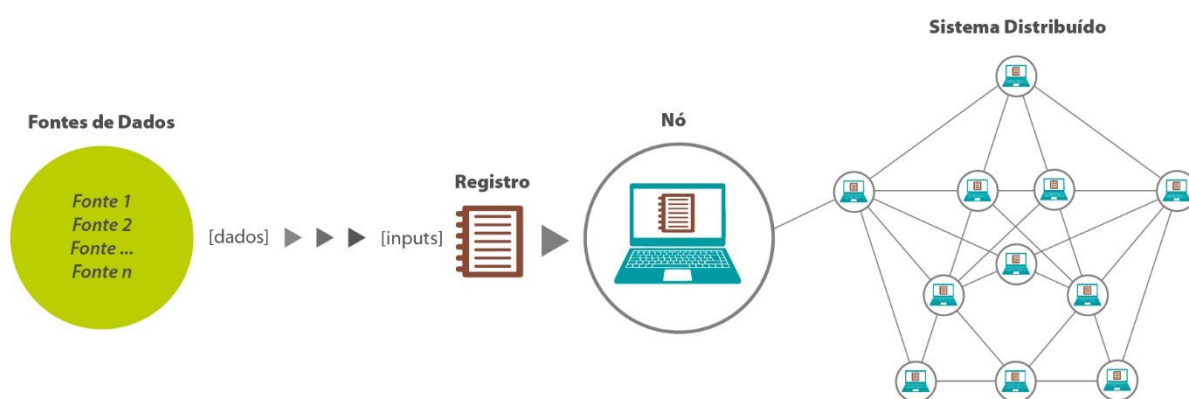 Fontes de Dados
Fonte 1
Fonte 2
Fonte ...
Fonte n
[dados]
[inputs]
Registro
Nó
Sistema Distribuído